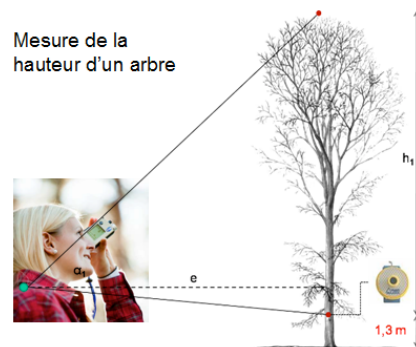 Mesure de la
hauteur d'un arbre
h₁
α₁
e
1,3 m